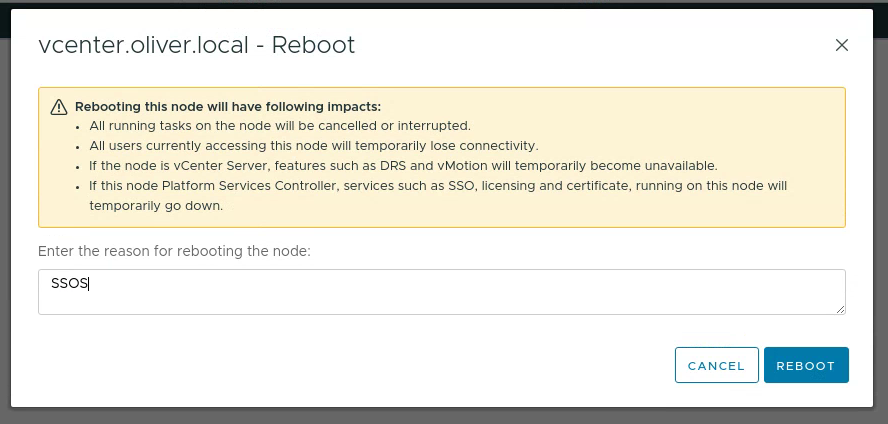 vcenter.oliver.local - Reboot
Rebooting this node will have following impacts:
• All running tasks on the node will be cancelled or interrupted.
• All users currently accessing this node will temporarily lose connectivity.
• If the node is vCenter Server, features such as DRS and vMotion will temporarily become unavailable.
• If this node Platform Services Controller, services such as SSO, licensing and certificate, running on this node will
temporarily go down.
Enter the reason for rebooting the node:
SSOS
CANCEL REBOOT